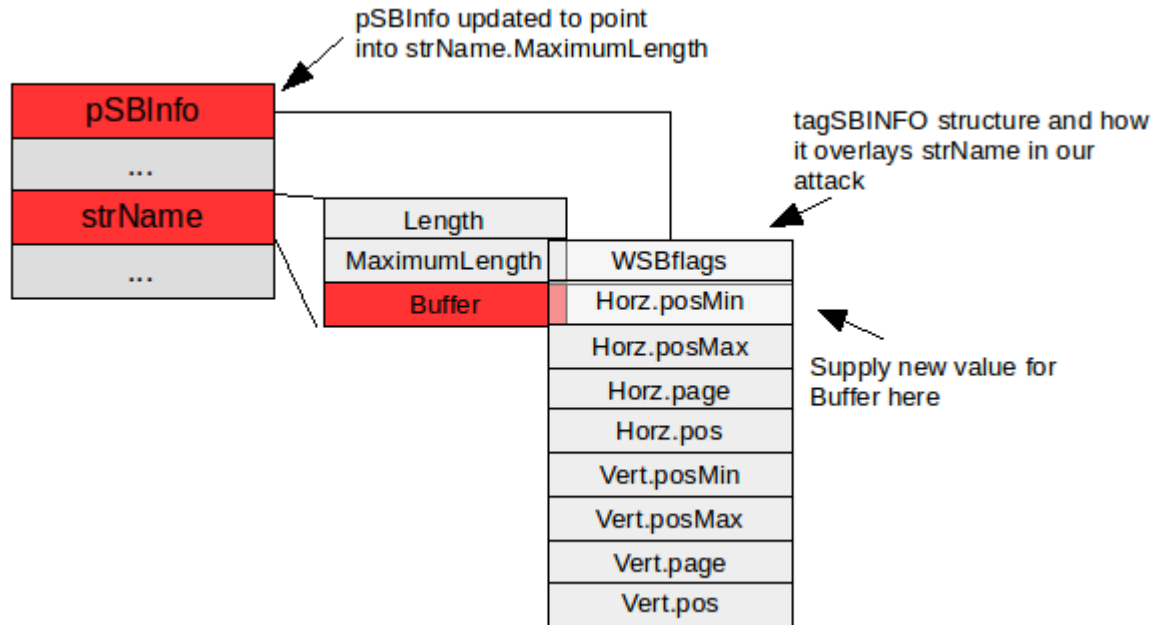 pSBInfo updated to point
into strName.MaximumLength
pSBInfo
...
strName
...
Length
MaximumLength
Buffer
tagSBINFO structure and how
it overlays strName in our
attack
WSBflags
Horz.posMin
Horz.posMax
Horz.page
Horz.pos
Vert.posMin
Vert.posMax
Vert.page
Vert.pos
Supply new value for
Buffer here